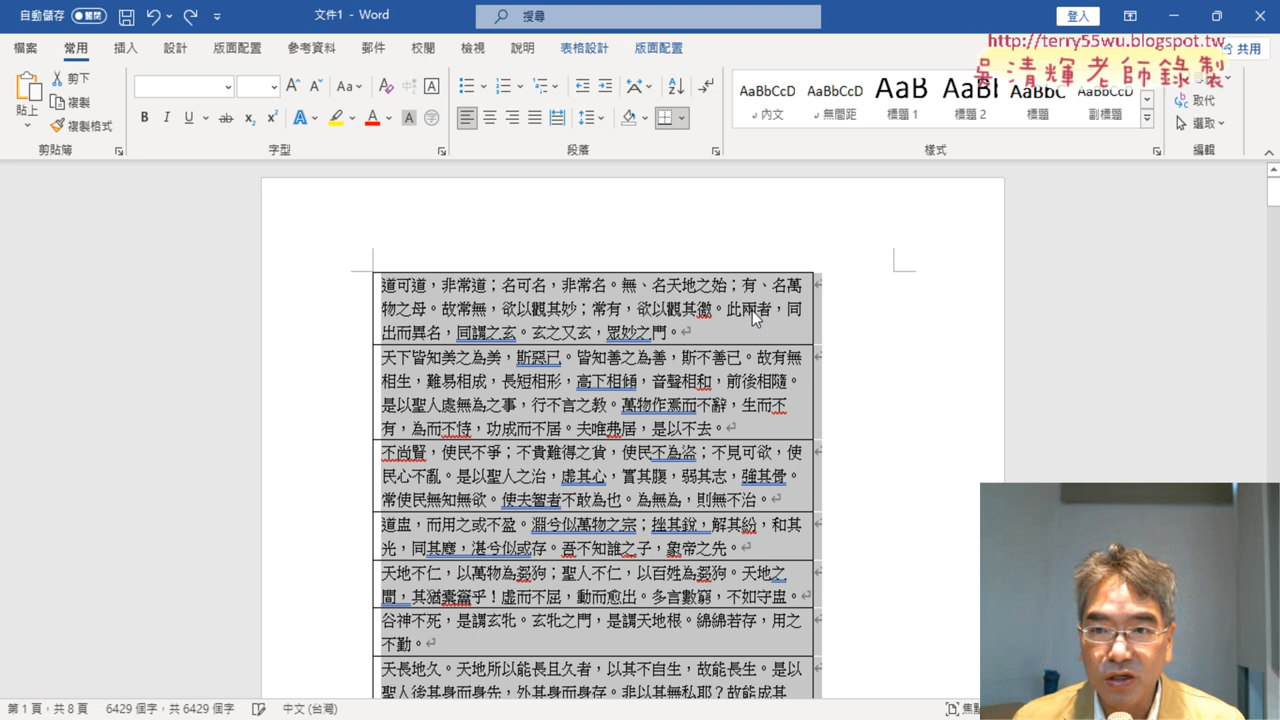 自動儲存
關閉
文件1 - Word
搜尋
登入
檔案
常用
插入
設計
版面配置
參考資料
郵件
校閱
檢視
說明
表格設計
版面配置
共用
http://terry55wu.blogspot.tw
吳清輝老師錄製
貼上
剪下
複製
複製格式
剪貼簿
字型
段落
AaBbCcD
內文
AaBbCcD
無間距
AaB
標題 1
標題 2
AaBbC
標題
AaBbCcD
副標題
樣式
取代
選取
編輯
道可道，非常道；名可名，非常名。無、名天地之始；有、名萬
物之母。故常無，欲以觀其妙；常有，欲以觀其徼。此兩者，同
出而異名，同謂之玄。玄之又玄，眾妙之門。
天下皆知美之為美，斯惡已。皆知善之為善，斯不善已。故有無
相生，難易相成，長短相形，高下相傾，音聲相和，前後相隨。
是以聖人處無為之事，行不言之教。萬物作焉而不辭，生而不
有，為而不恃，功成而不居。夫唯弗居，是以不去。
不尚賢，使民不爭；不貴難得之貨，使民不為盜；不見可欲，使
民心不亂。是以聖人之治，虛其心，實其腹，弱其志，強其骨。
常使民無知無欲。使夫智者不敢為也。為無為，則無不治。
道盅，而用之或不盈。淵兮似萬物之宗；挫其銳，解其紛，和其
光，同其塵，湛兮似或存。吾不知誰之子，象帝之先。
天地不仁，以萬物為芻狗；聖人不仁，以百姓為芻狗。天地之
間，其猶橐籥乎！虛而不屈，動而愈出。多言數窮，不如守盅。
谷神不死，是謂玄牝。玄牝之門，是謂天地根。綿綿若存，用之
不勤。
天長地久。天地所以能長且久者，以其不自生，故能長生。是以
聖人後其身而身先，外其身而身存。非以其無私耶？故能成其
第 1 頁，共 8 頁
6429 個字，共 6429 個字
中文 (台灣)